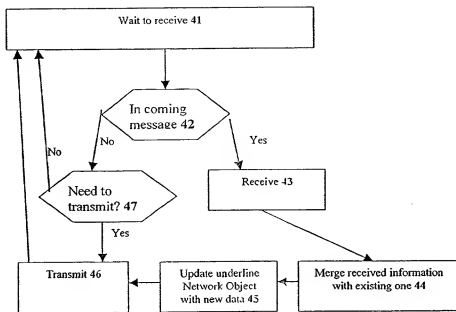 Wait to receive 41
In coming
message 42
No
Yes
No
Need to
transmit? 47
Receive 43
Yes
Transmit 46
Update underline
Network Object
with new data 45
Merge received information
with existing one 44